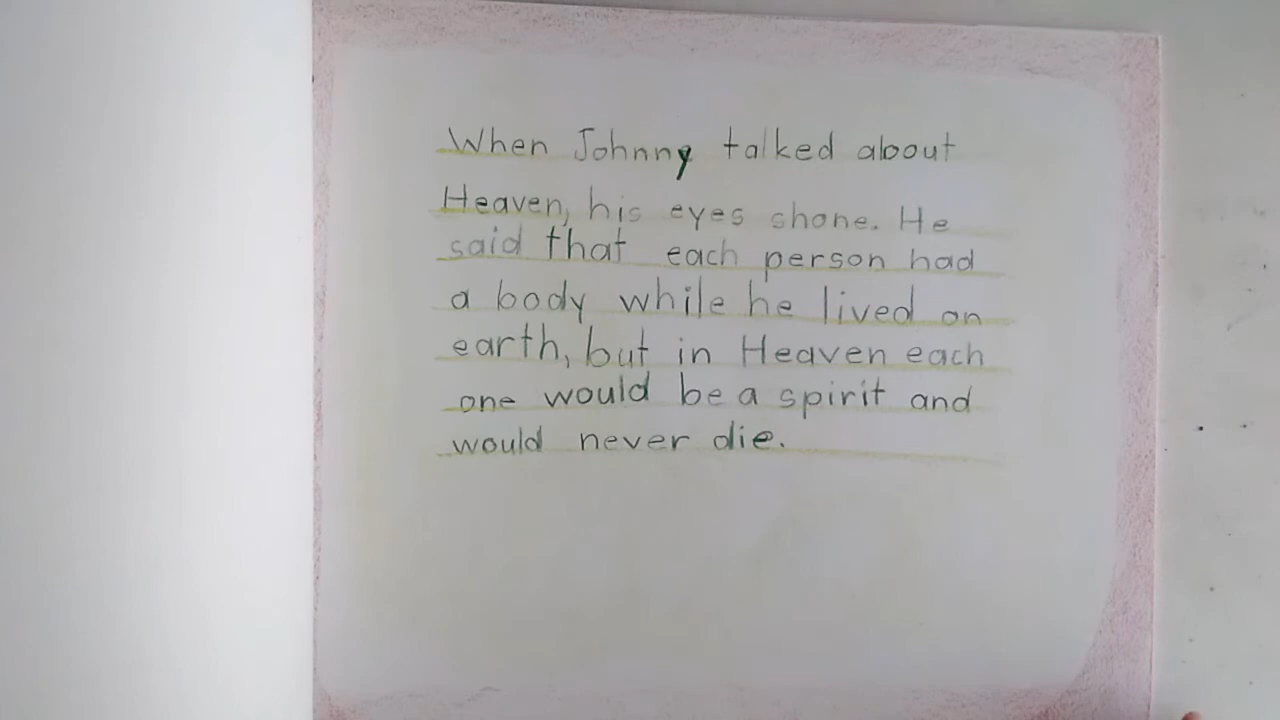 When Johnny talked about
Heaven, his eyes shone. He
said that each person had
a body while he lived on
earth, but in Heaven each
one would be a spirit and
would never die.